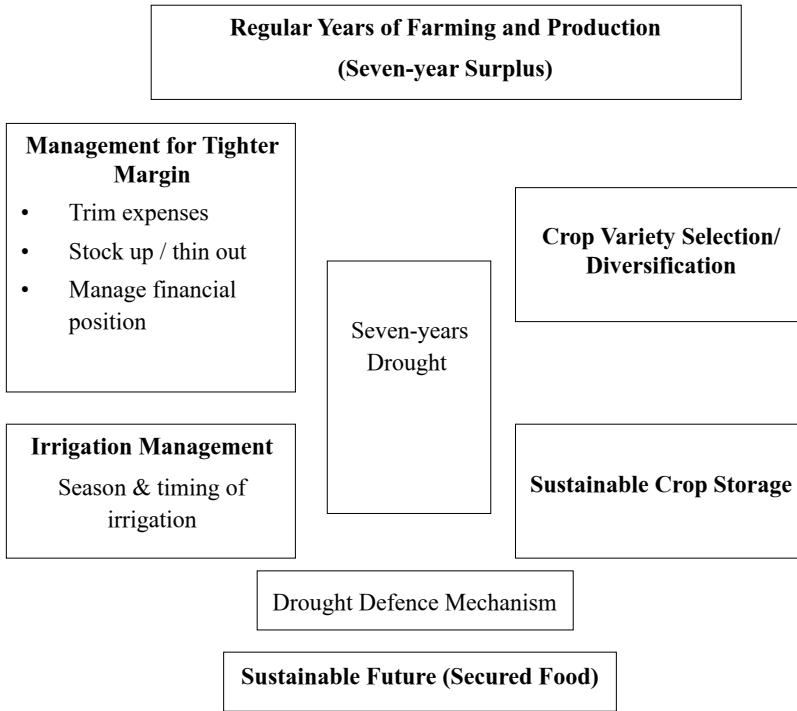 Regular Years of Farming and Production
(Seven-year Surplus)
Management for Tighter
Margin
• Trim expenses
• Stock up / thin out
• Manage financial
position
Crop Variety Selection/
Diversification
Seven-years
Drought
Irrigation Management
Season & timing of
irrigation
Sustainable Crop Storage
Drought Defence Mechanism
Sustainable Future (Secured Food)